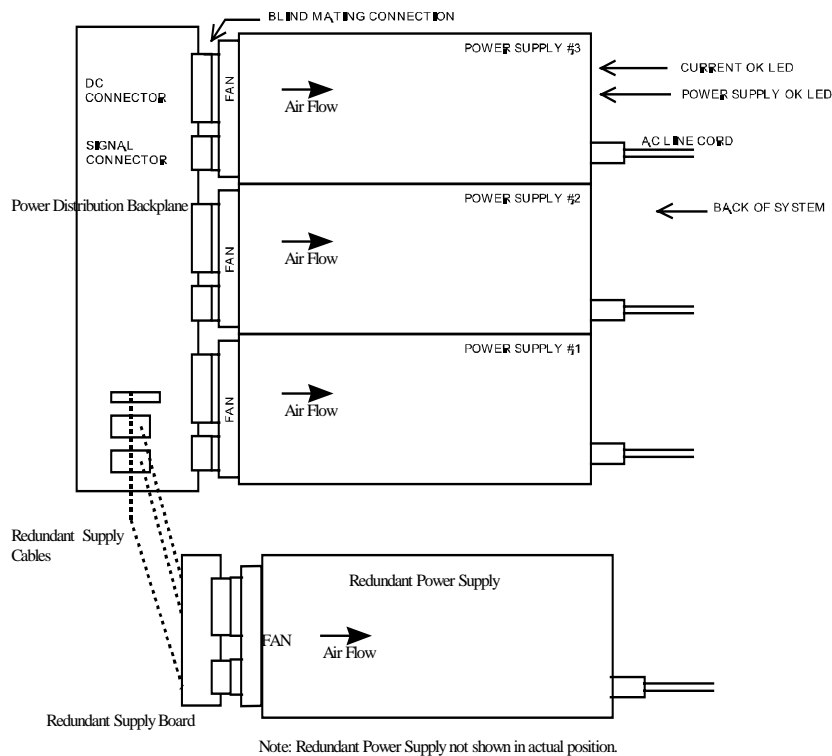 BLIND MATING CONNECTION
POWER SUPPLY #3
CURRENT OK LED
DC
CONNECTOR
FAN
Air Flow
POWER SUPPLY OK LED
SIGNAL
CONNECTOR
AC LINE CORD
Power Distribution Backplane
POWER SUPPLY #2
BACK OF SYSTEM
FAN
Air Flow
POWER SUPPLY #1
FAN
Air Flow
Redundant Supply
Cables
Redundant Power Supply
FAN
Air Flow
Redundant Supply Board
Note: Redundant Power Supply not shown in actual position.